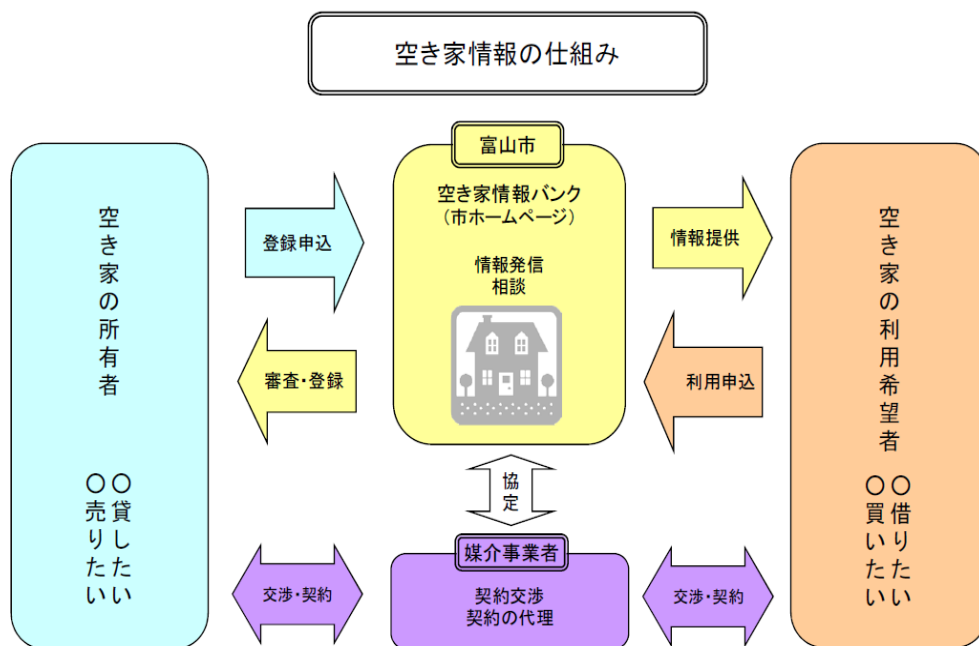 空き家情報の仕組み
富山市
空き家情報バンク
（市ホームページ）
情報発信
相談
空き家の所有者
○貸したい
○売りたい
登録申込
審査・登録
情報提供
利用申込
空き家の利用希望者
○借りたい
○買いたい
協定
媒介事業者
契約交渉
契約の代理
交渉・契約
交渉・契約